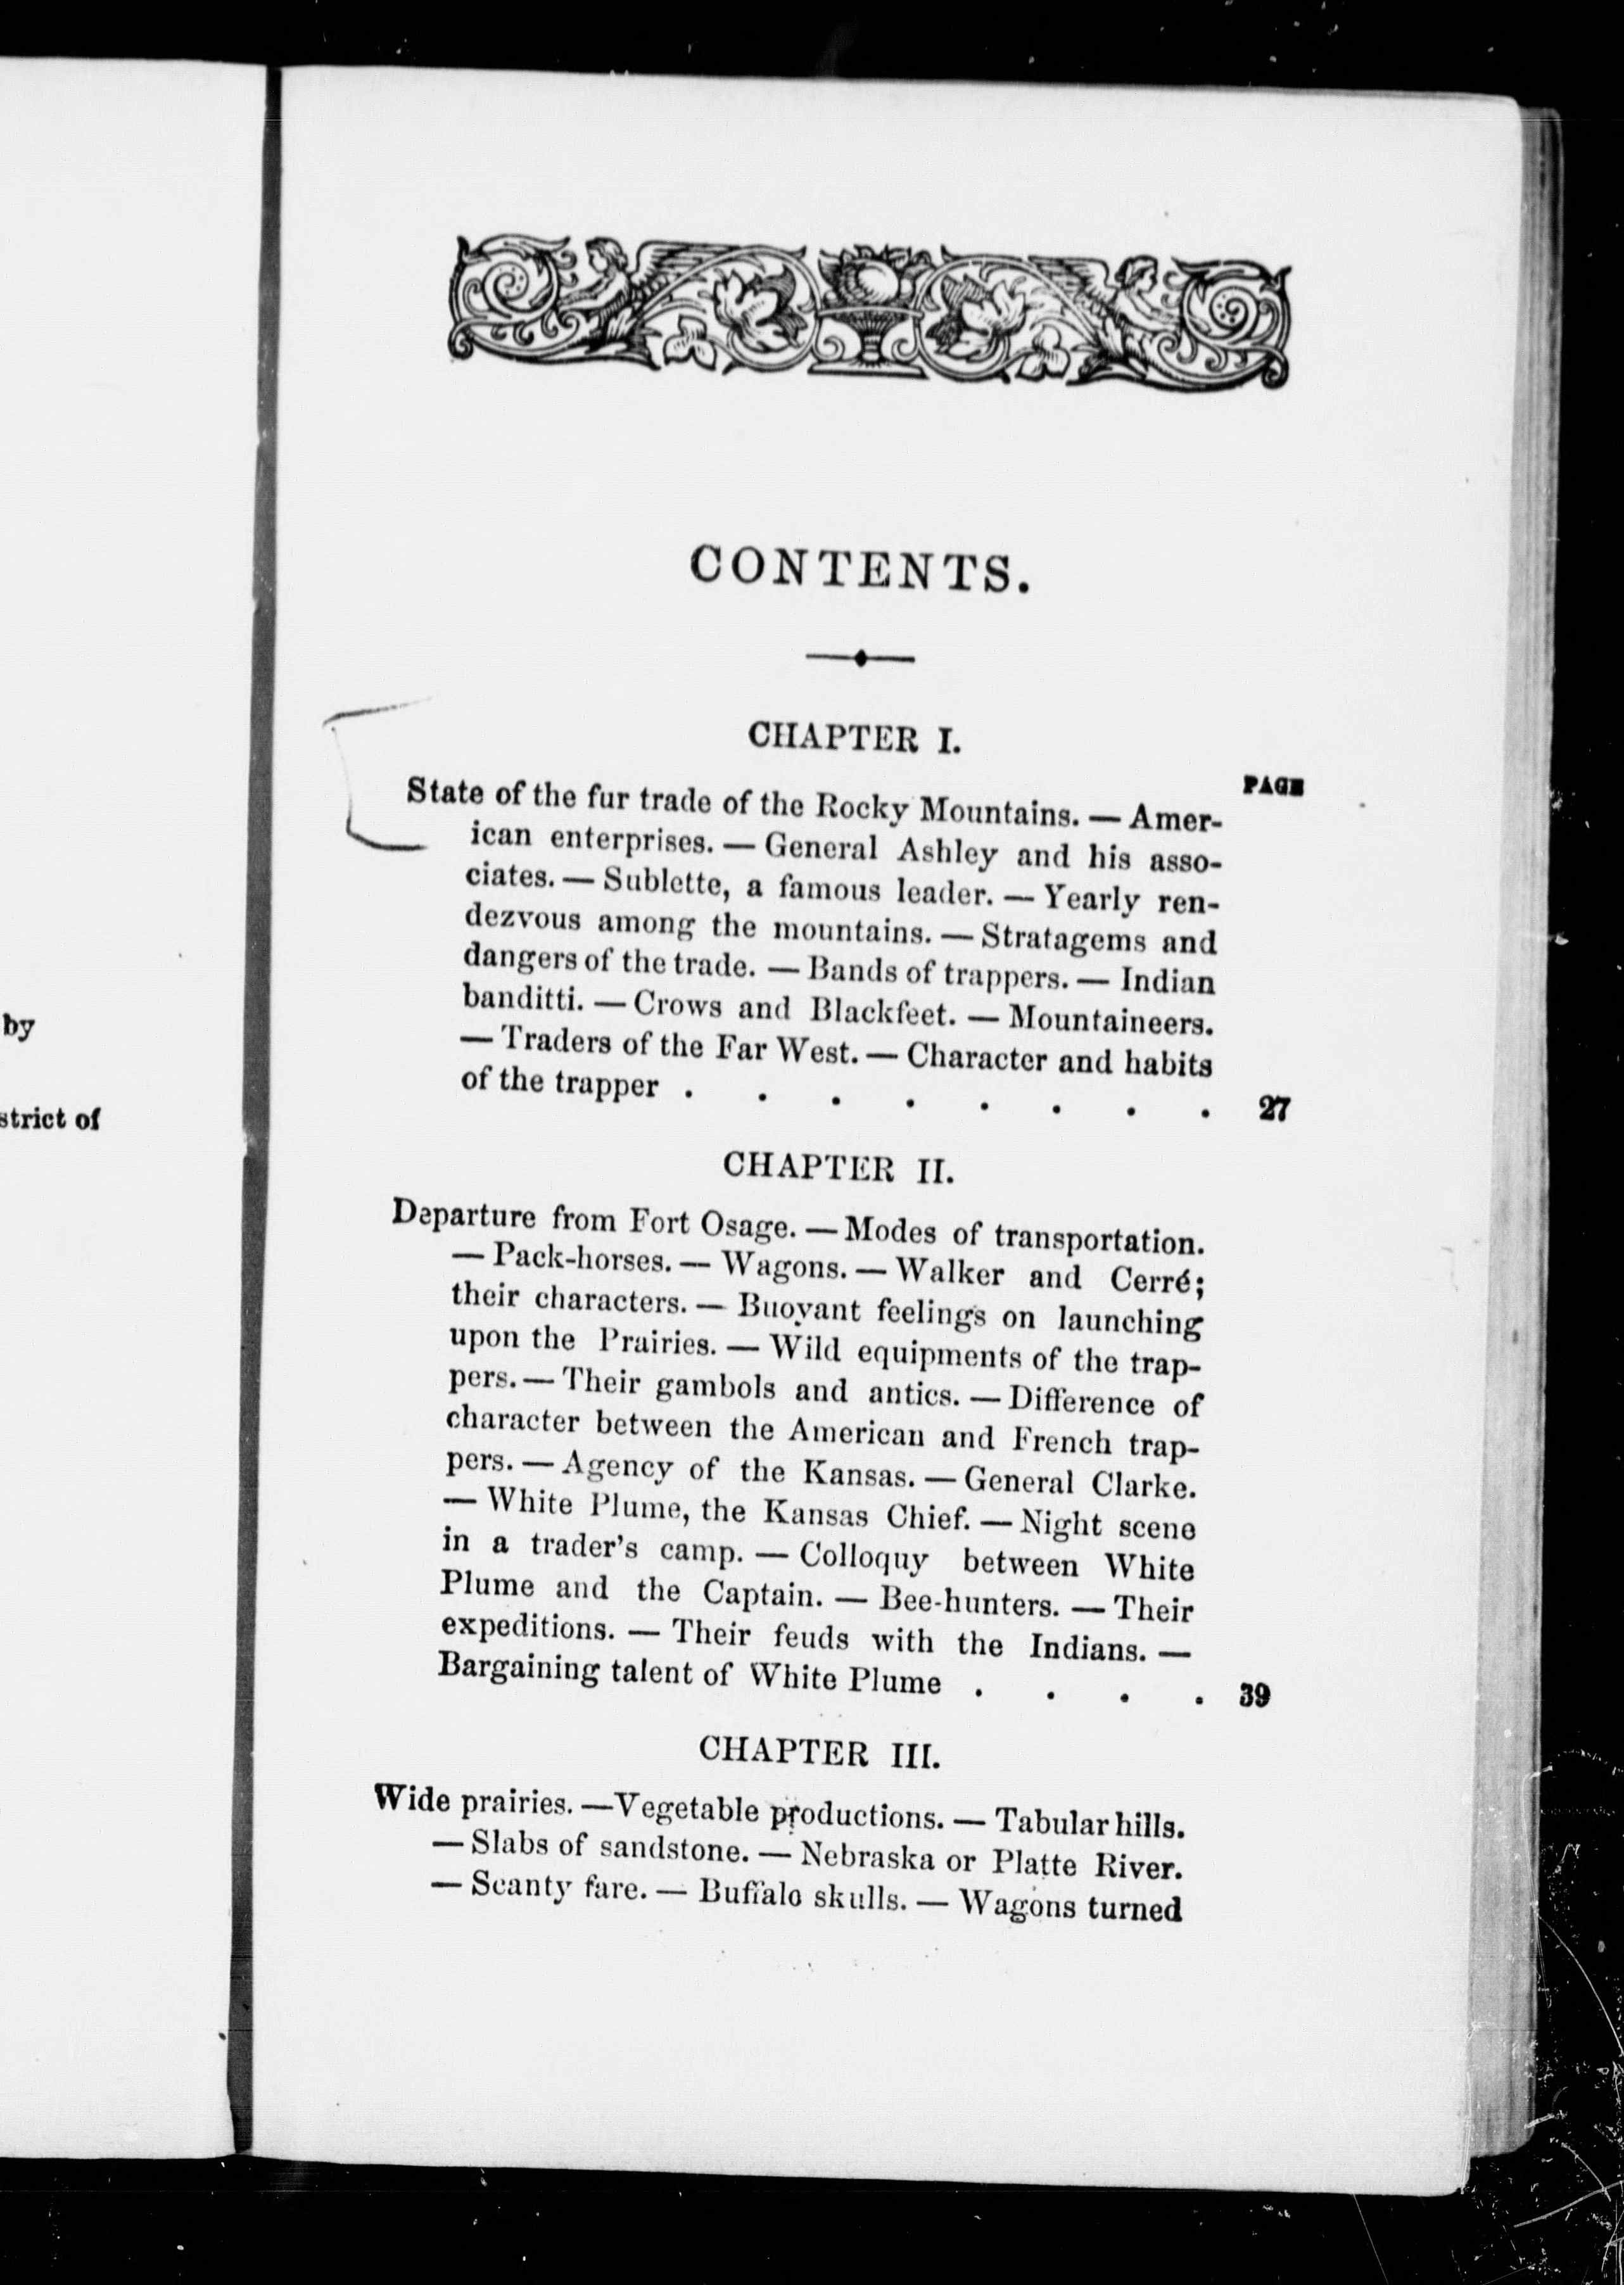 by
strict of
CONTENTS.
CHAPTER I.
PAGE
State of the fur trade of the Rocky Mountains. — Amer-
ican enterprises. — General Ashley and his asso-
ciates. — Sublette, a famous leader. — Yearly ren-
dezvous among the mountains. — Stratagems and
dangers of the trade. — Bands of trappers. — Indian
banditti. — Crows and Blackfeet. — Mountaineers.
— Traders of the Far West. — Character and habits
of the trapper . . . . . . . . 27
CHAPTER II.
Departure from Fort Osage. — Modes of transportation.
— Pack-horses. — Wagons. — Walker and Cerré;
their characters. — Buoyant feelings on launching
upon the Prairies. — Wild equipments of the trap-
pers. — Their gambols and antics. — Difference of
character between the American and French trap-
pers. — Agency of the Kansas. — General Clarke.
— White Plume, the Kansas Chief. — Night scene
in a trader's camp. — Colloquy between White
Plume and the Captain. — Bee-hunters. — Their
expeditions. — Their feuds with the Indians. —
Bargaining talent of White Plume . . . . 39
CHAPTER III.
Wide prairies. — Vegetable productions. — Tabular hills.
— Slabs of sandstone. — Nebraska or Platte River.
— Scanty fare. — Buffalo skulls. — Wagons turned